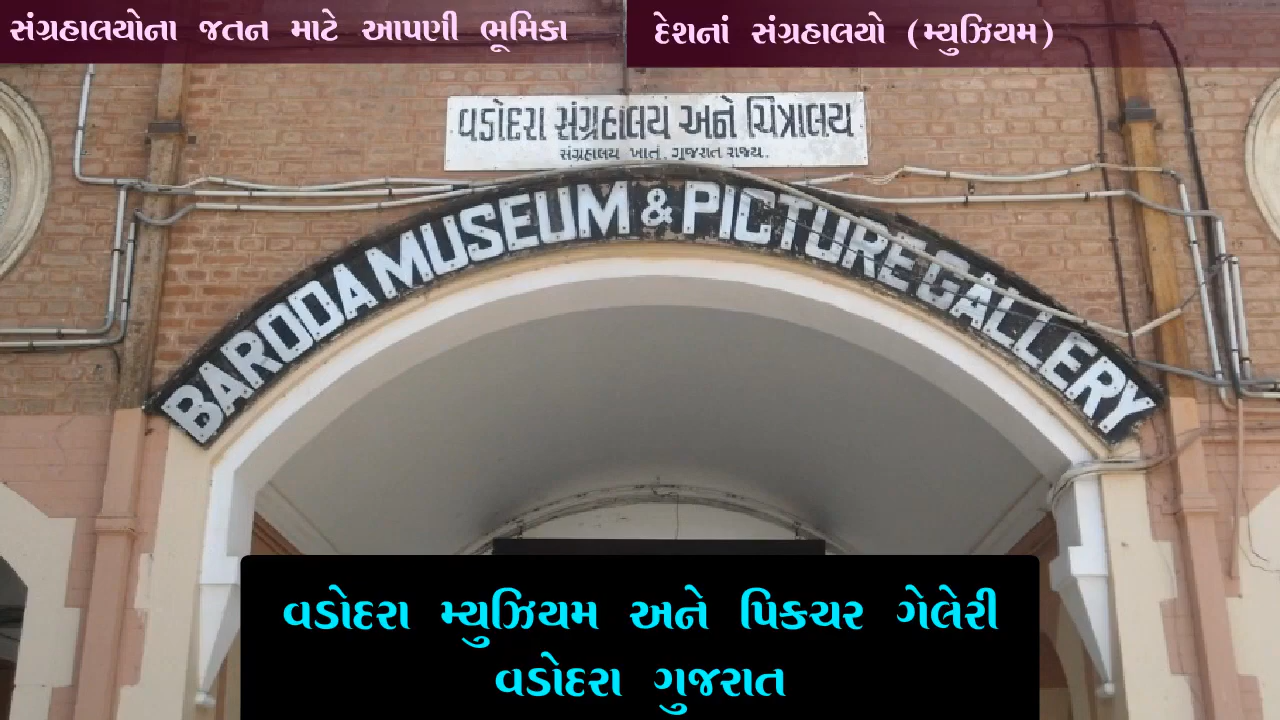 સંગ્રહાલયોના જતન માટે આપણી ભૂમિકા
દેશનાં સંગ્રહાલયો (મ્યુઝિયમ)
વડોદરા સંગ્રહાલય અને ચિત્રાલય
સંગ્રહાલય ખાતં. ગુજરાત રાજ્ય.
BARODA MUSEUM & PICTURE GALLERY
વડોદરા મ્યુઝિયમ અને પિકચર ગેલેરી
વડોદરા ગુજરાત